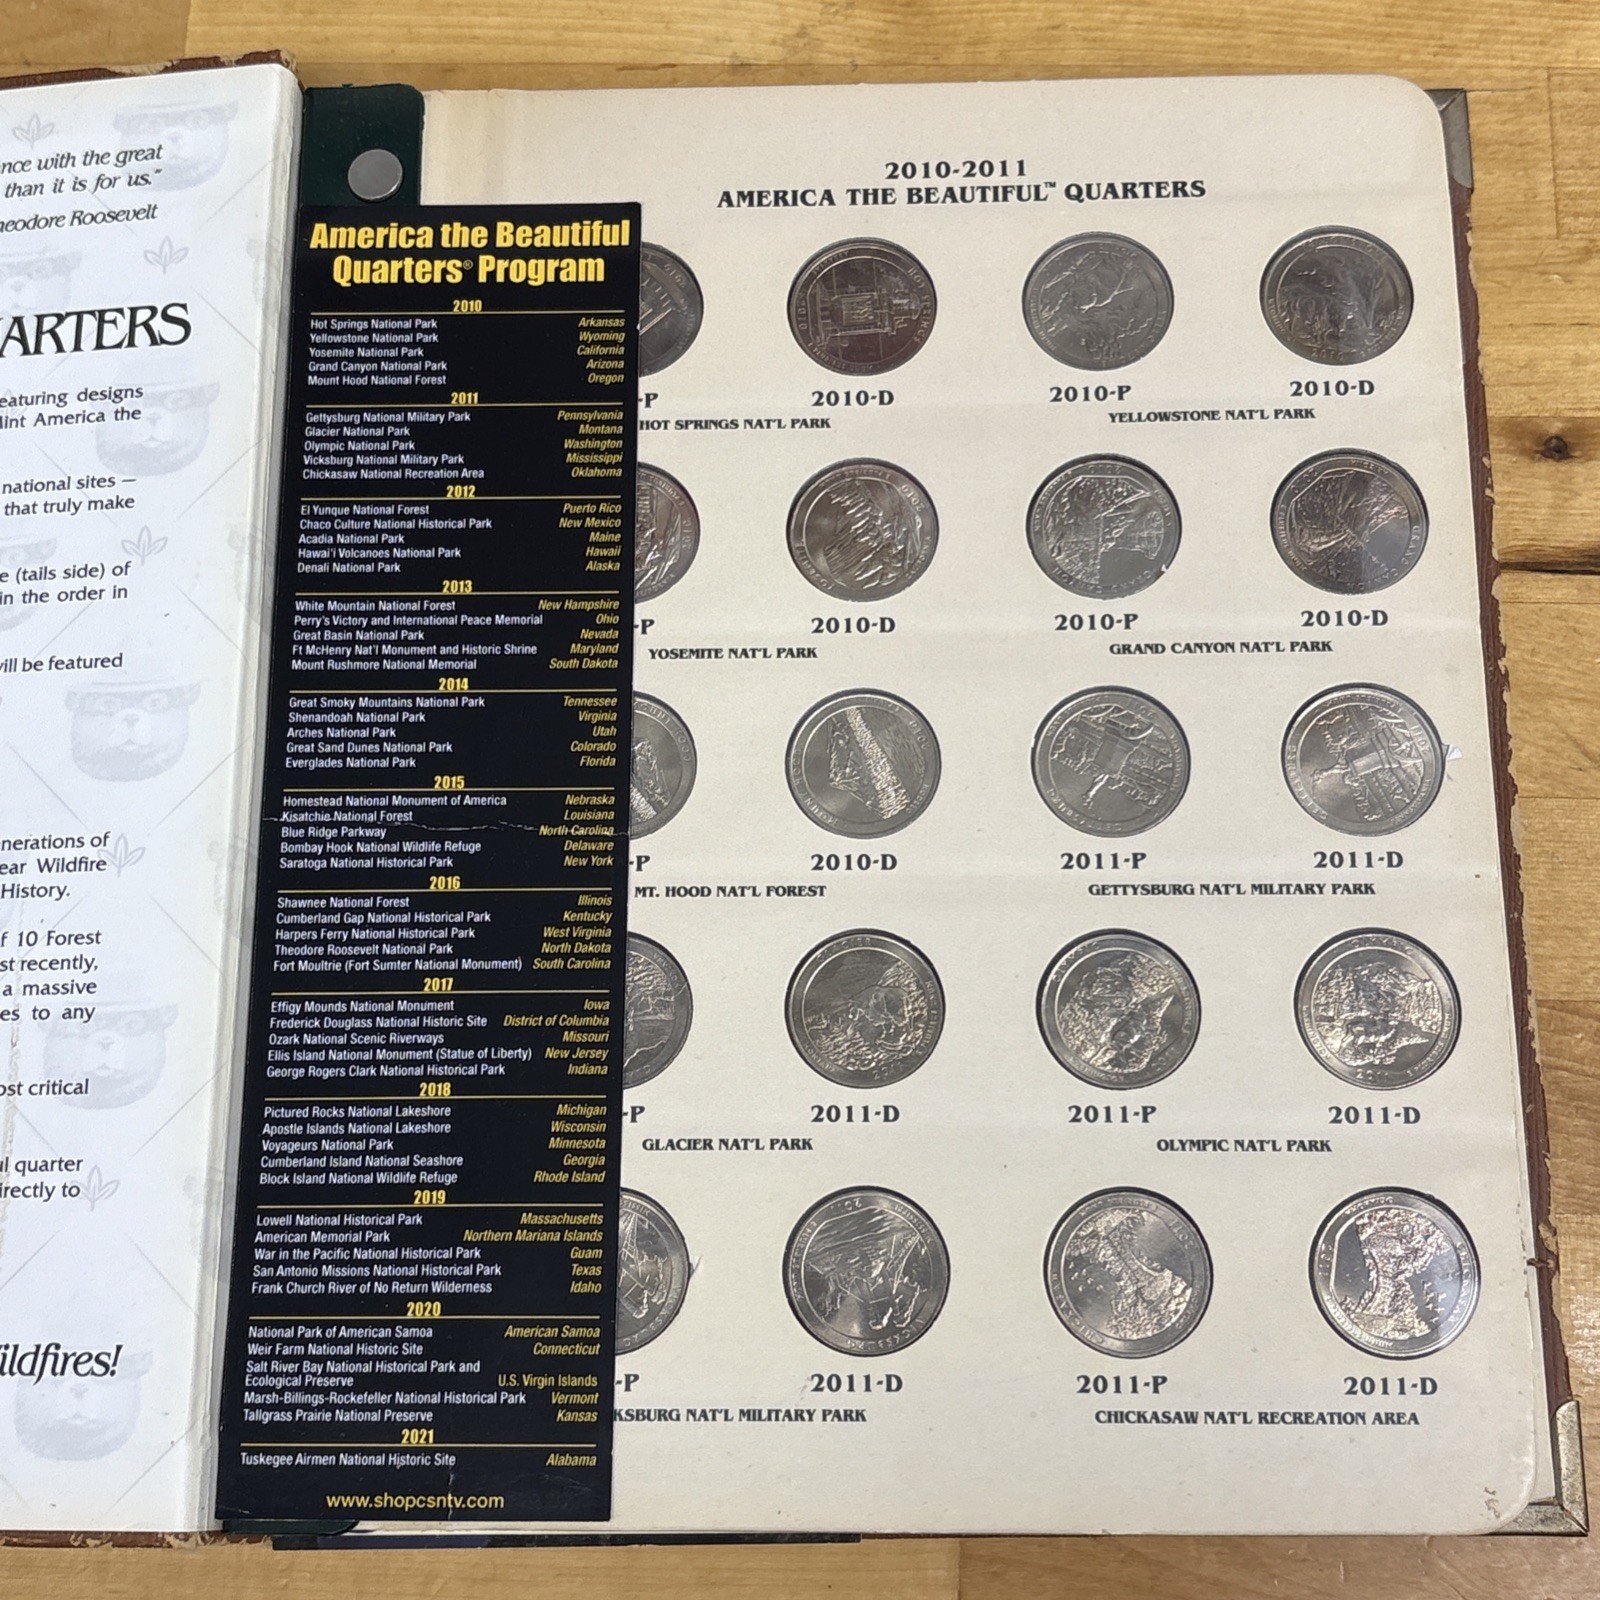 nce with the great
than it is for us."
heodore Roosevelt
ARTERS
eaturing designs
Mint America the
national sites —
that truly make
e (tails side) of
in the order in
vill be featured
nerations of
ear Wildfire
History.
f 10 Forest
st recently,
a massive
es to any
ost critical
al quarter
irectly to
ildfires!
America the Beautiful
Quarters® Program
2010
Hot Springs National Park Arkansas
Yellowstone National Park Wyoming
Yosemite National Park California
Grand Canyon National Park Arizona
Mount Hood National Forest Oregon
2011
Gettysburg National Military Park Pennsylvania
Glacier National Park Montana
Olympic National Park Washington
Vicksburg National Military Park Mississippi
Chickasaw National Recreation Area Oklahoma
2012
El Yunque National Forest Puerto Rico
Chaco Culture National Historical Park New Mexico
Acadia National Park Maine
Hawai'i Volcanoes National Park Hawaii
Denali National Park Alaska
2013
White Mountain National Forest New Hampshire
Perry's Victory and International Peace Memorial Ohio
Great Basin National Park Nevada
Ft McHenry Nat'l Monument and Historic Shrine Maryland
Mount Rushmore National Memorial South Dakota
2014
Great Smoky Mountains National Park Tennessee
Shenandoah National Park Virginia
Arches National Park Utah
Great Sand Dunes National Park Colorado
Everglades National Park Florida
2015
Homestead National Monument of America Nebraska
Kisatchie National Forest Louisiana
Blue Ridge Parkway North Carolina
Bombay Hook National Wildlife Refuge Delaware
Saratoga National Historical Park New York
2016
Shawnee National Forest Illinois
Cumberland Gap National Historical Park Kentucky
Harpers Ferry National Historical Park West Virginia
Theodore Roosevelt National Park North Dakota
Fort Moultrie (Fort Sumter National Monument) South Carolina
2017
Effigy Mounds National Monument Iowa
Frederick Douglass National Historic Site District of Columbia
Ozark National Scenic Riverways Missouri
Ellis Island National Monument (Statue of Liberty) New Jersey
George Rogers Clark National Historical Park Indiana
2018
Pictured Rocks National Lakeshore Michigan
Apostle Islands National Lakeshore Wisconsin
Voyageurs National Park Minnesota
Cumberland Island National Seashore Georgia
Block Island National Wildlife Refuge Rhode Island
2019
Lowell National Historical Park Massachusetts
American Memorial Park Northern Mariana Islands
War in the Pacific National Historical Park Guam
San Antonio Missions National Historical Park Texas
Frank Church River of No Return Wilderness Idaho
2020
National Park of American Samoa American Samoa
Weir Farm National Historic Site Connecticut
Salt River Bay National Historical Park and
Ecological Preserve U.S. Virgin Islands
Marsh-Billings-Rockefeller National Historical Park Vermont
Tallgrass Prairie National Preserve Kansas
2021
Tuskegee Airmen National Historic Site Alabama
www.shopcsntv.com
2010-2011
AMERICA THE BEAUTIFUL™ QUARTERS
-P 2010-D 2010-P 2010-D
HOT SPRINGS NAT'L PARK YELLOWSTONE NAT'L PARK
-P 2010-D 2010-P 2010-D
YOSEMITE NAT'L PARK GRAND CANYON NAT'L PARK
-P 2010-D 2011-P 2011-D
MT. HOOD NAT'L FOREST GETTYSBURG NAT'L MILITARY PARK
-P 2011-D 2011-P 2011-D
GLACIER NAT'L PARK OLYMPIC NAT'L PARK
-P 2011-D 2011-P 2011-D
KSBURG NAT'L MILITARY PARK CHICKASAW NAT'L RECREATION AREA